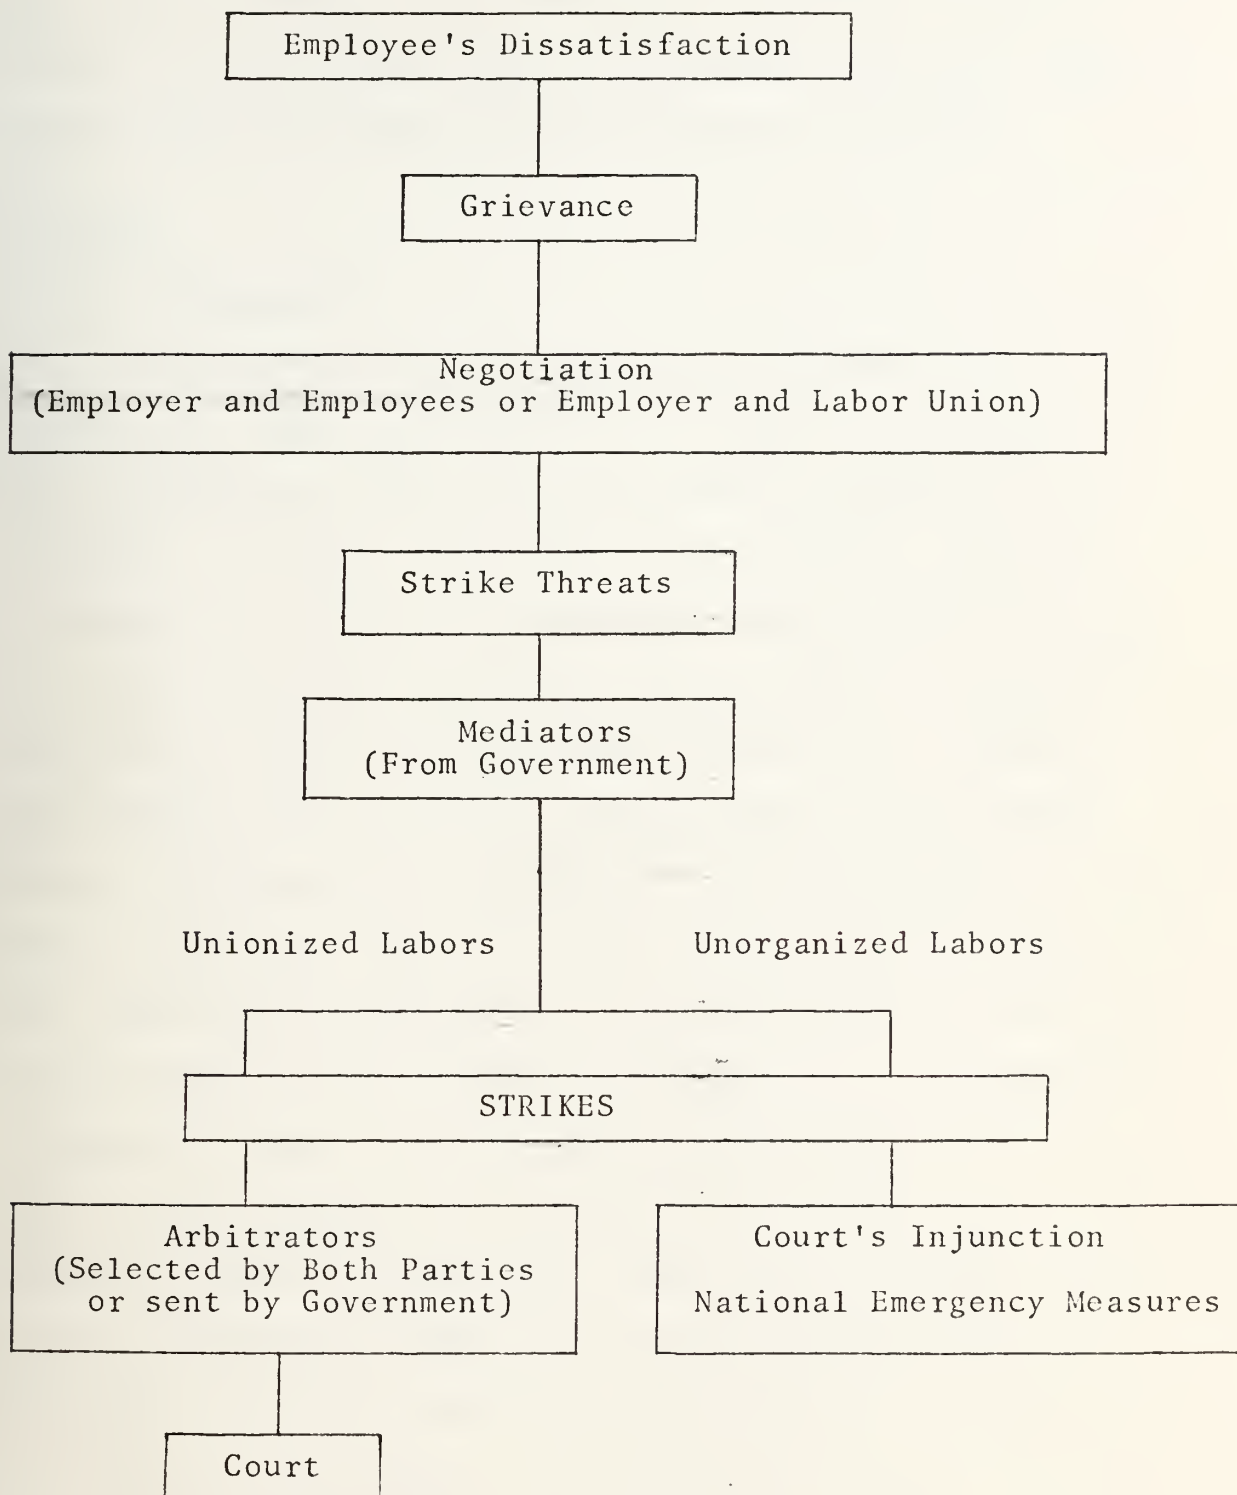 Employee's Dissatisfaction
Grievance
Negotiation
(Employer and Employees or Employer and Labor Union)
Strike Threats
Mediators
(From Government)
Unionized Labors
Unorganized Labors
STRIKES
Arbitrators
(Selected by Both Parties
or sent by Government)
Court's Injunction
National Emergency Measures
Court